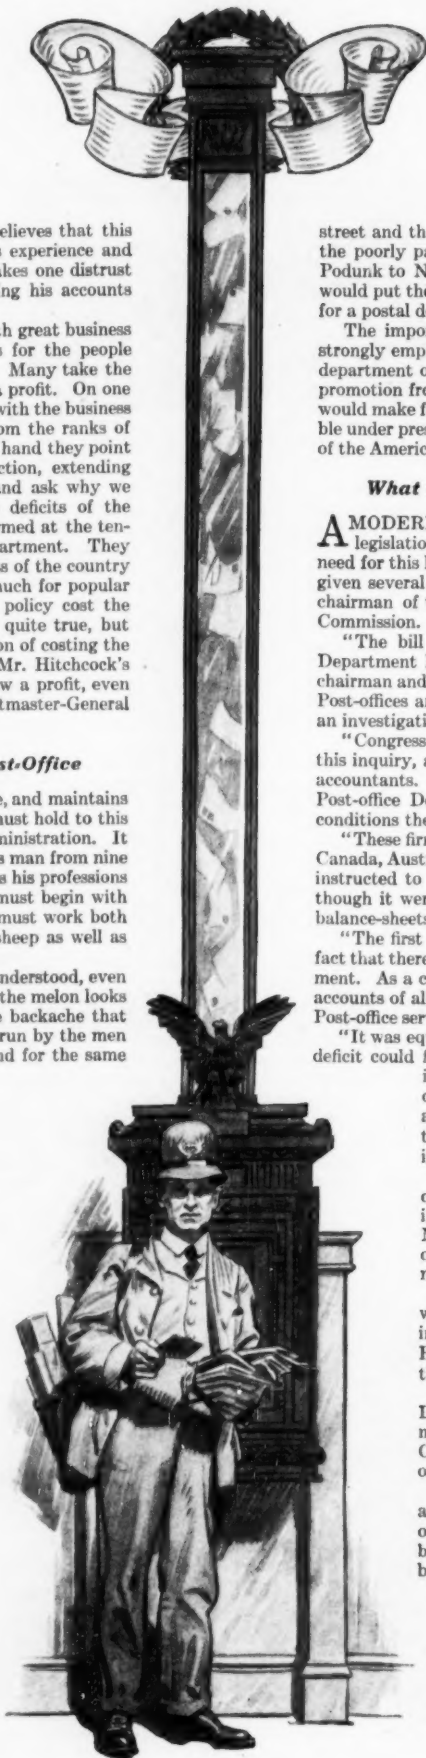 elieves that this
s experience and
akes one distrust
ng his accounts
th great business
s for the people
Many take the
a profit. On one
with the business
om the ranks of
hand they point
ction, extending
and ask why we
deficits of the
rmed at the ten-
artment. They
s of the country
nuch for popular
policy cost the
quite true, but
on of costing the
Mr. Hitchcock's
w a profit, even
tmaster-General
st-Office
e, and maintains
nust hold to this
ministration. It
s man from nine
s his professions
must begin with
must work both
sheep as well as
nderstood, even
the melon looks
e backache that
run by the men
nd for the same
street and th
the poorly pa
Podunk to N
would put the
for a postal d
The impo
strongly emp
department o
promotion fro
would make f
ble under pres
of the Americ
What
A MODER
legislatio
need for this
given several
chairman of
Commission.
"The bill
Department
chairman and
Post-offices a
an investigati
"Congress
this inquiry, a
accountants.
Post-office De
conditions the
"These fir
Canada, Aust
instructed to
though it wer
balance-sheets
"The first
fact that there
ment. As a c
accounts of al
Post-office ser
"It was equ
deficit could f
i
o
a
t
i
o
i
M
o
r
w
i
t
n
o
a
o
b
b